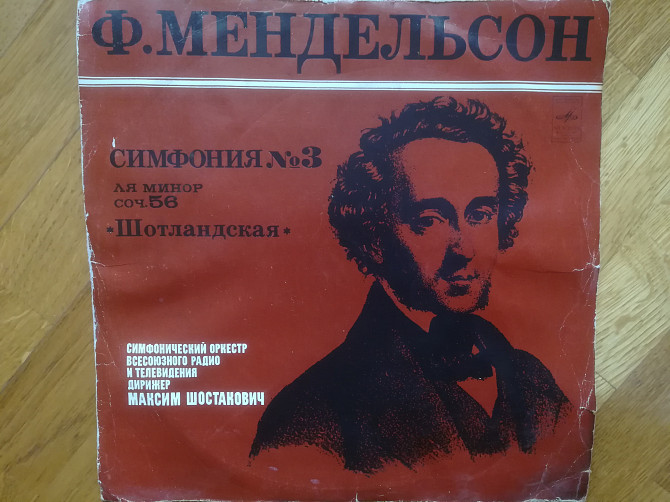 Ф. МЕНДЕЛЬСОН
СИМФОНИЯ №3
ЛЯ МИНОР
СОЧ. 56
«Шотландская»
СИМФОНИЧЕСКИЙ ОРКЕСТР
ВСЕСОЮЗНОГО РАДИО
И ТЕЛЕВИДЕНИЯ
ДИРИЖЕР
МАКСИМ ШОСТАКОВИЧ